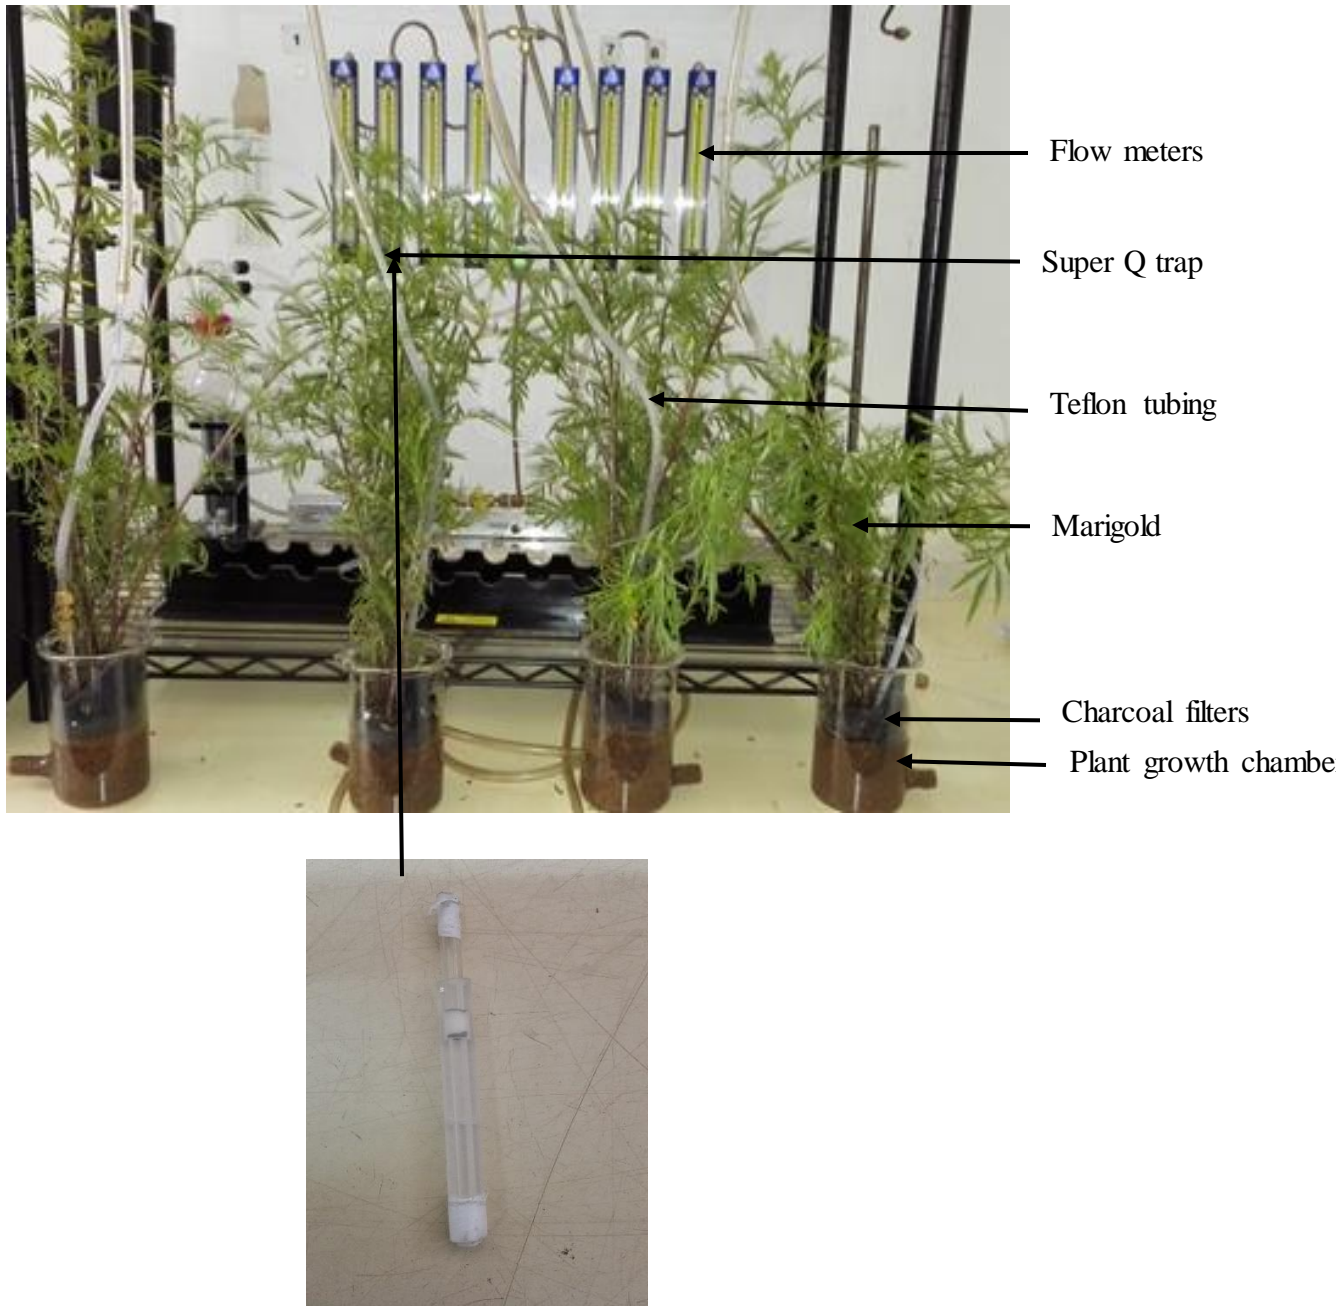 1
7
8
Flow meters
Super Q trap
Teflon tubing
Marigold
Charcoal filters
Plant growth chambe